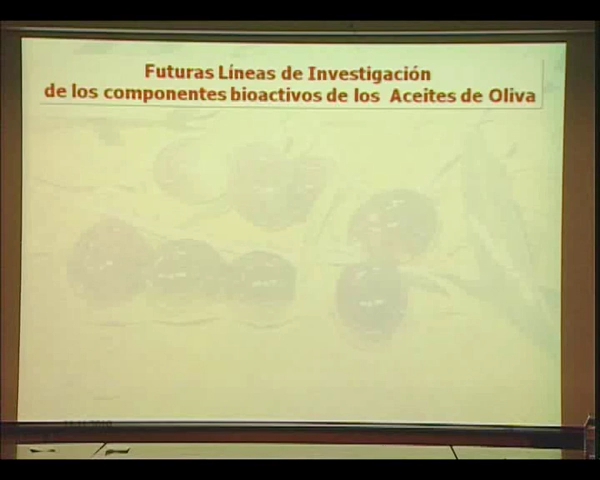 Futuras Líneas de Investigación
de los componentes bioactivos de los Aceites de Oliva